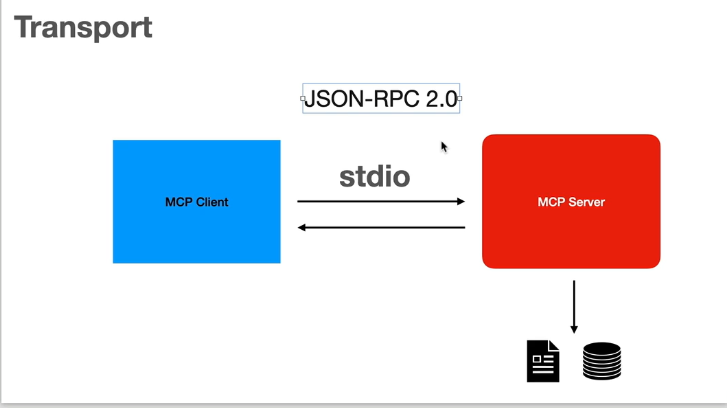 Transport
JSON-RPC 2.0
stdio
MCP Client
MCP Server